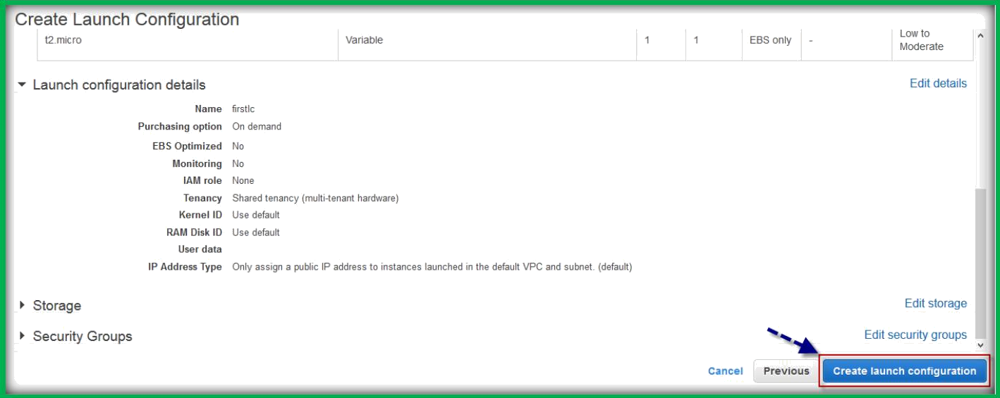 Create Launch Configuration
t2.micro Variable 1 1 EBS only - Low to Moderate
Launch configuration details Edit details
Name firstlc
Purchasing option On demand
EBS Optimized No
Monitoring No
IAM role None
Tenancy Shared tenancy (multi-tenant hardware)
Kernel ID Use default
RAM Disk ID Use default
User data
IP Address Type Only assign a public IP address to instances launched in the default VPC and subnet. (default)
Storage Edit storage
Security Groups Edit security groups
Cancel Previous Create launch configuration